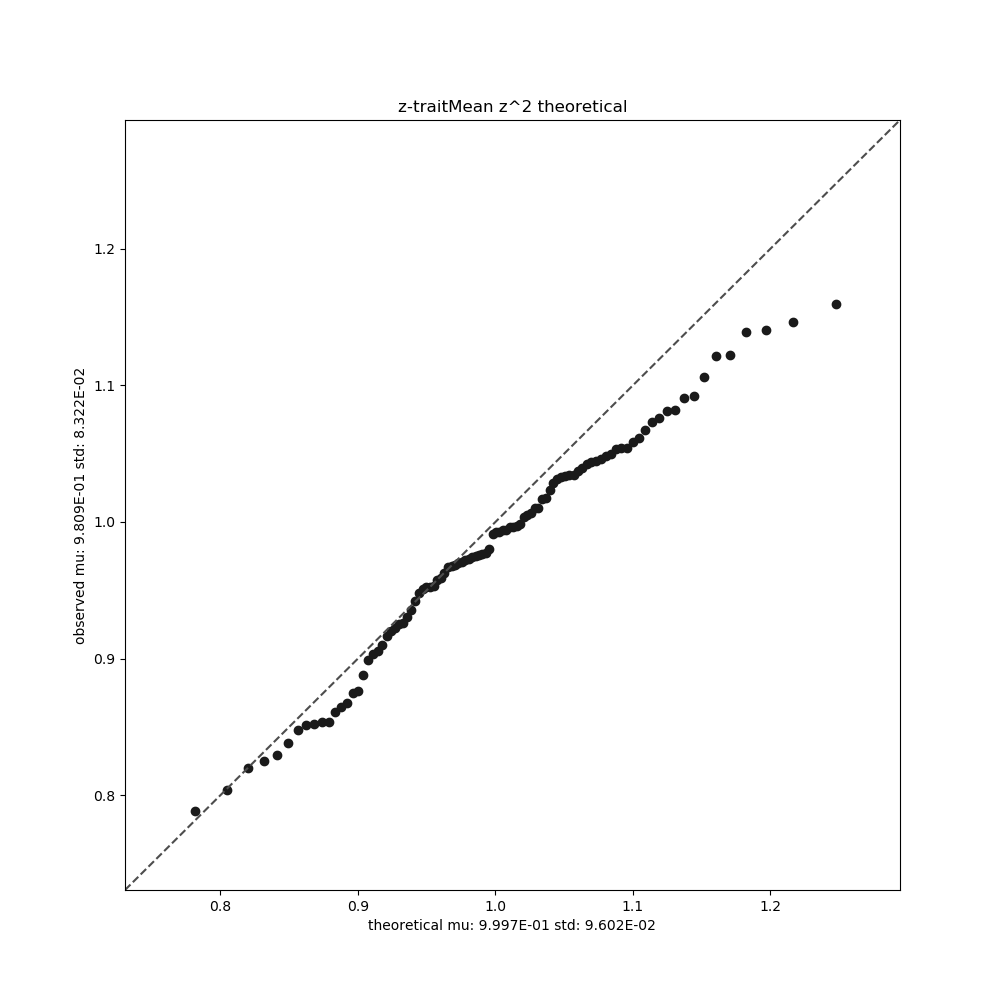 z-traitMean z^2 theoretical
observed mu: 9.809E-01 std: 8.322E-02
1.2
1.1
1.0
0.9
0.8
0.8 0.9 1.0 1.1 1.2
theoretical mu: 9.997E-01 std: 9.602E-02